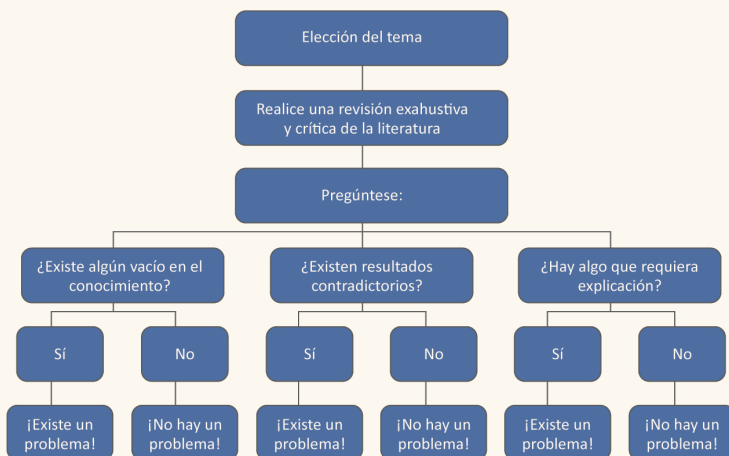 Elección del tema
Realice una revisión exahustiva
y crítica de la literatura
Pregúntese:
¿Existe algún vacío en el
conocimiento?
¿Existen resultados
contradictorios?
¿Hay algo que requiera
explicación?
Sí
No
Sí
No
Sí
No
¡Existe un
problema!
¡No hay un
problema!
¡Existe un
problema!
¡No hay un
problema!
¡Existe un
problema!
¡No hay un
problema!